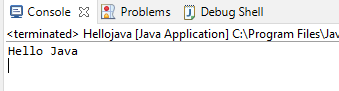 Console Problems Debug Shell
<terminated> Hellojava [Java Application] C:\Program Files\Jav
Hello Java